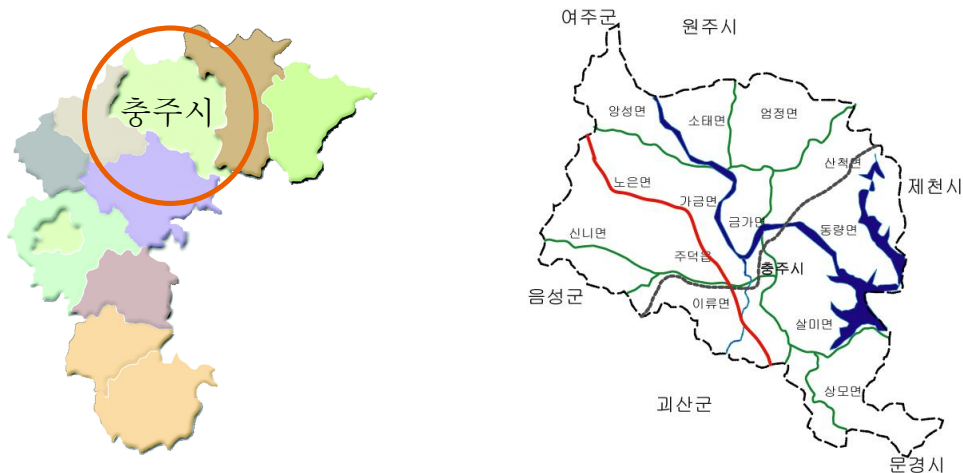 충주시
여주군
원주시
앙성면
소태면
엄정면
산척면
제천시
노은면
가금면
금가면
동량면
신니면
주덕읍
충주시
음성군
이류면
살미면
괴산군
상모면
문경시